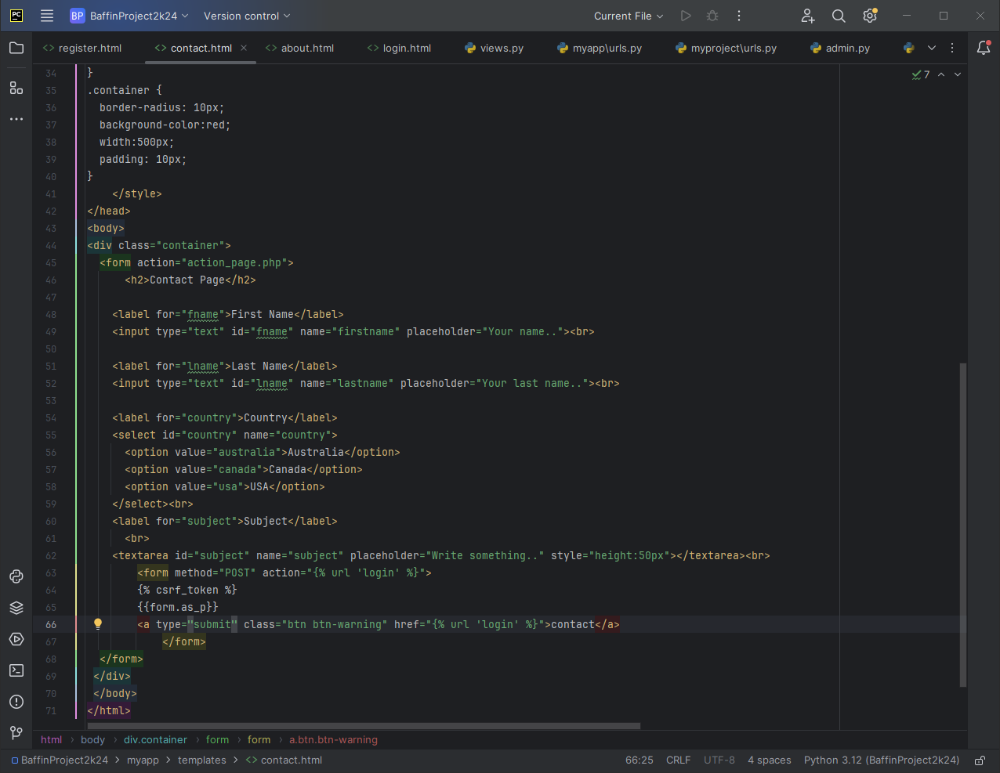 PC BP BaffinProject2k24 Version control Current File
register.html contact.html about.html login.html views.py myapp\urls.py myproject\urls.py admin.py
7
34 }
35 .container {
36 border-radius: 10px;
37 background-color:red;
38 width:500px;
39 padding: 10px;
40 }
41 </style>
42 </head>
43 <body>
44 <div class="container">
45 <form action="action_page.php">
46 <h2>Contact Page</h2>
47
48 <label for="fname">First Name</label>
49 <input type="text" id="fname" name="firstname" placeholder="Your name.."><br>
50
51 <label for="lname">Last Name</label>
52 <input type="text" id="lname" name="lastname" placeholder="Your last name.."><br>
53
54 <label for="country">Country</label>
55 <select id="country" name="country">
56 <option value="australia">Australia</option>
57 <option value="canada">Canada</option>
58 <option value="usa">USA</option>
59 </select><br>
60 <label for="subject">Subject</label>
61 <br>
62 <textarea id="subject" name="subject" placeholder="Write something.." style="height:50px"></textarea><br>
63 <form method="POST" action="{% url 'login' %}">
64 {% csrf_token %}
65 {{form.as_p}}
66 <a type="submit" class="btn btn-warning" href="{% url 'login' %}">contact</a>
67 </form>
68 </form>
69 </div>
70 </body>
71 </html>
html body div.container form form a.btn.btn-warning
BaffinProject2k24 myapp templates contact.html 66:25 CRLF UTF-8 4 spaces Python 3.12 (BaffinProject2k24)